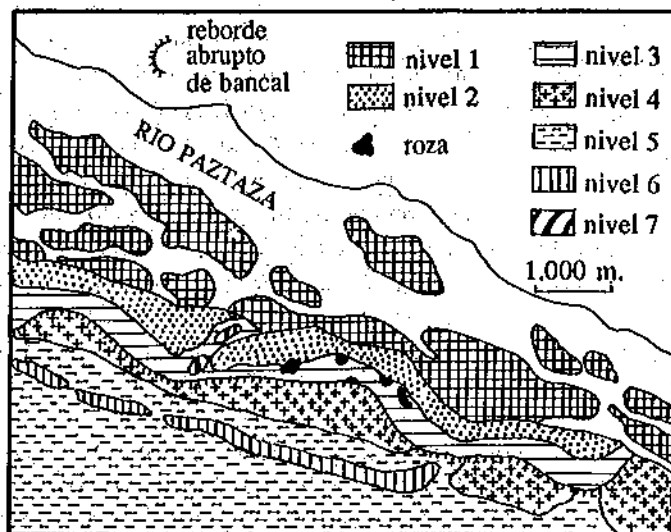 reborde
abrupto
de bancal
nivel 1
nivel 2
roza
nivel 3
nivel 4
nivel 5
nivel 6
nivel 7
1.000 m.
RIO PAZTAZA